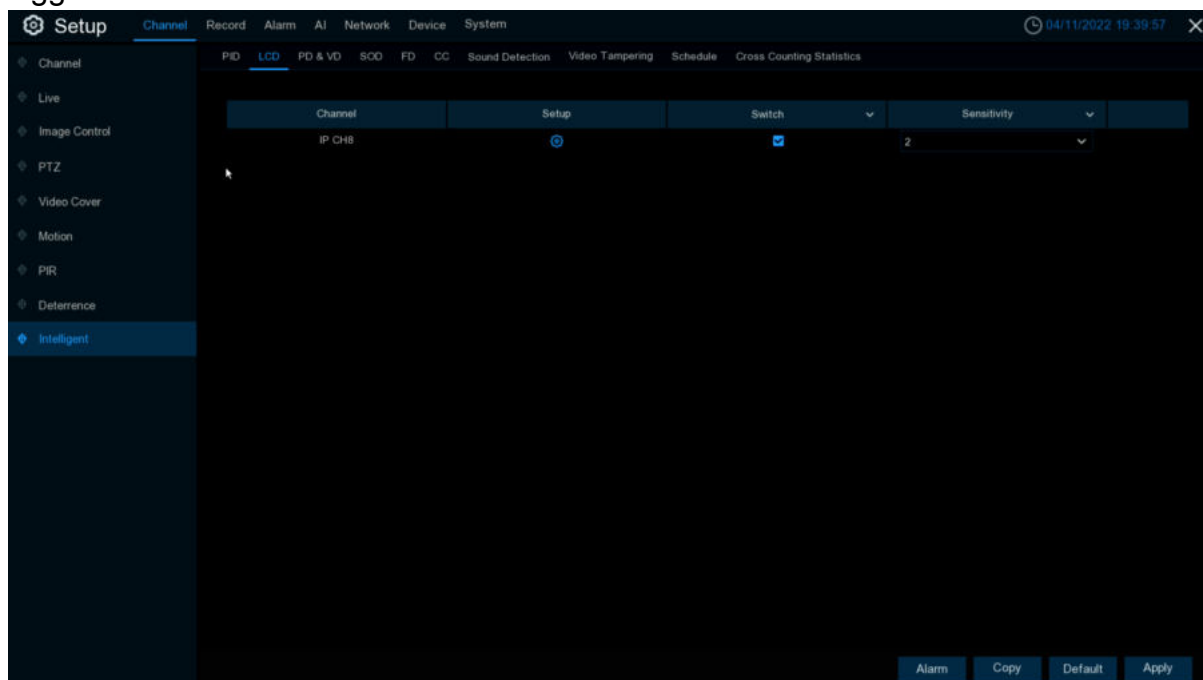 Setup Channel Record Alarm AI Network Device System 04/11/2022 19:39:57
PID LCD PD & VD SOD FD CC Sound Detection Video Tampering Schedule Cross Counting Statistics
Channel
Live
Image Control
PTZ
Video Cover
Motion
PIR
Deterrence
Intelligent
Channel Setup Switch Sensitivity
IP CH8 2
Alarm Copy Default Apply